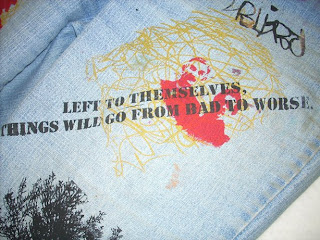 LEFT TO THEMSELVES,
THINGS WILL GO FROM BAD TO WORSE.